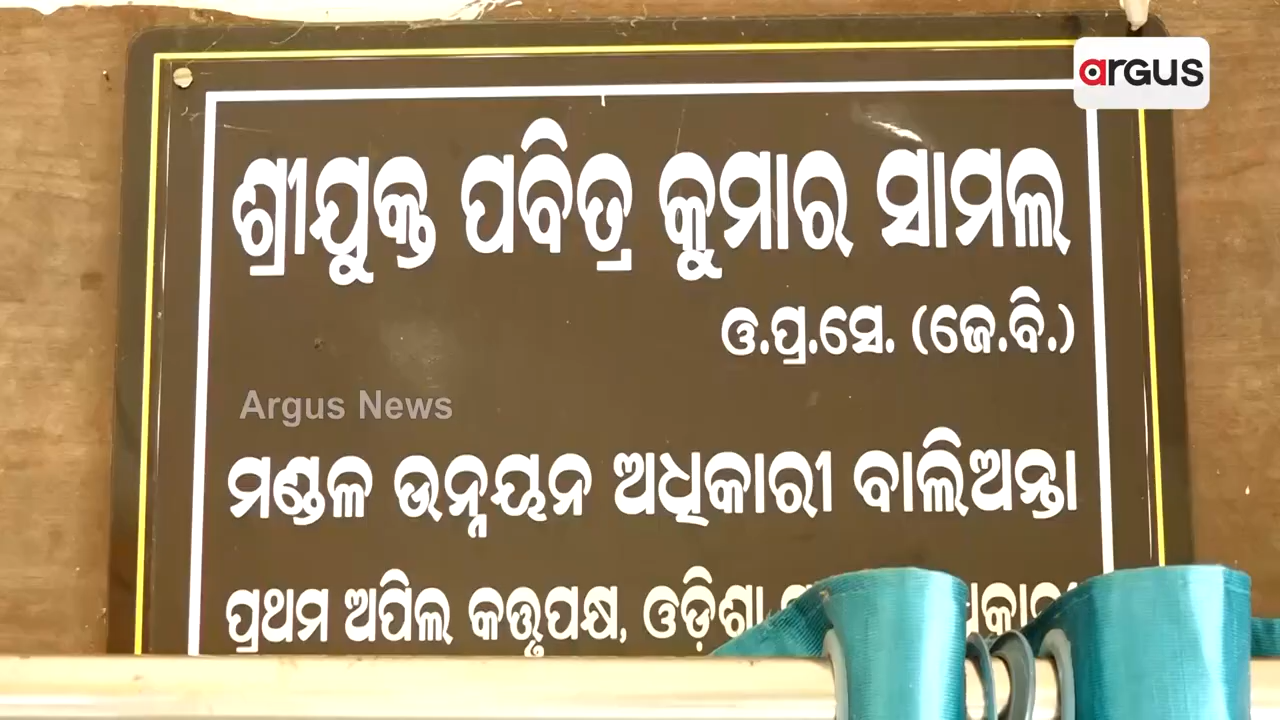 argus
ଶ୍ରୀଯୁକ୍ତ ପବିତ୍ର କୁମାର ସାମଲ
ଓ.ପ୍ର.ସେ. (ଜେ.ବି.)
Argus News
ମଣ୍ଡଳ ଉନ୍ନୟନ ଅଧିକାରୀ ବାଲିଅନ୍ତା
ପ୍ରଥମ ଅପିଲ କର୍ତ୍ତୃପକ୍ଷ, ଓଡ଼ିଶା